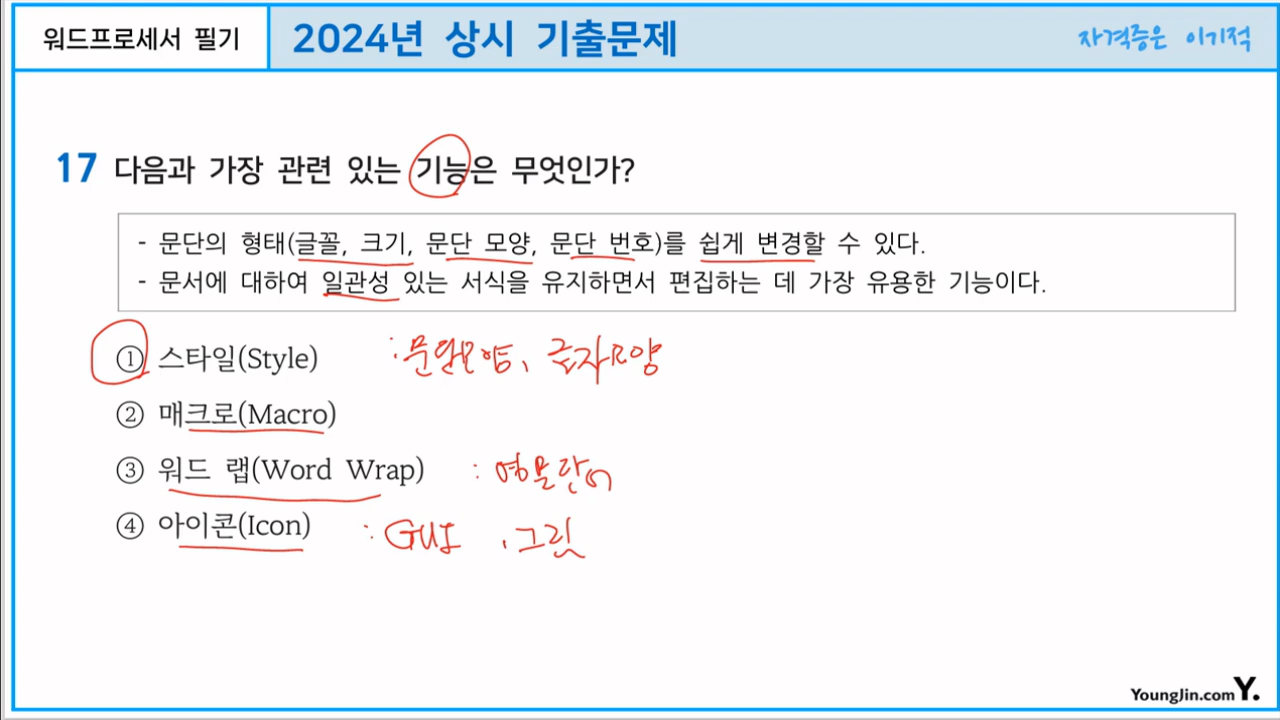 워드프로세서 필기
2024년 상시 기출문제
자격증은 이기적
17 다음과 가장 관련 있는 기능은 무엇인가?
- 문단의 형태(글꼴, 크기, 문단 모양, 문단 번호)를 쉽게 변경할 수 있다.
- 문서에 대하여 일관성 있는 서식을 유지하면서 편집하는 데 가장 유용한 기능이다.
① 스타일(Style) : 문단모양, 글자모양
② 매크로(Macro)
③ 워드 랩(Word Wrap) : 영문단어
④ 아이콘(Icon) : GUI, 그림
YoungJin.com Y.